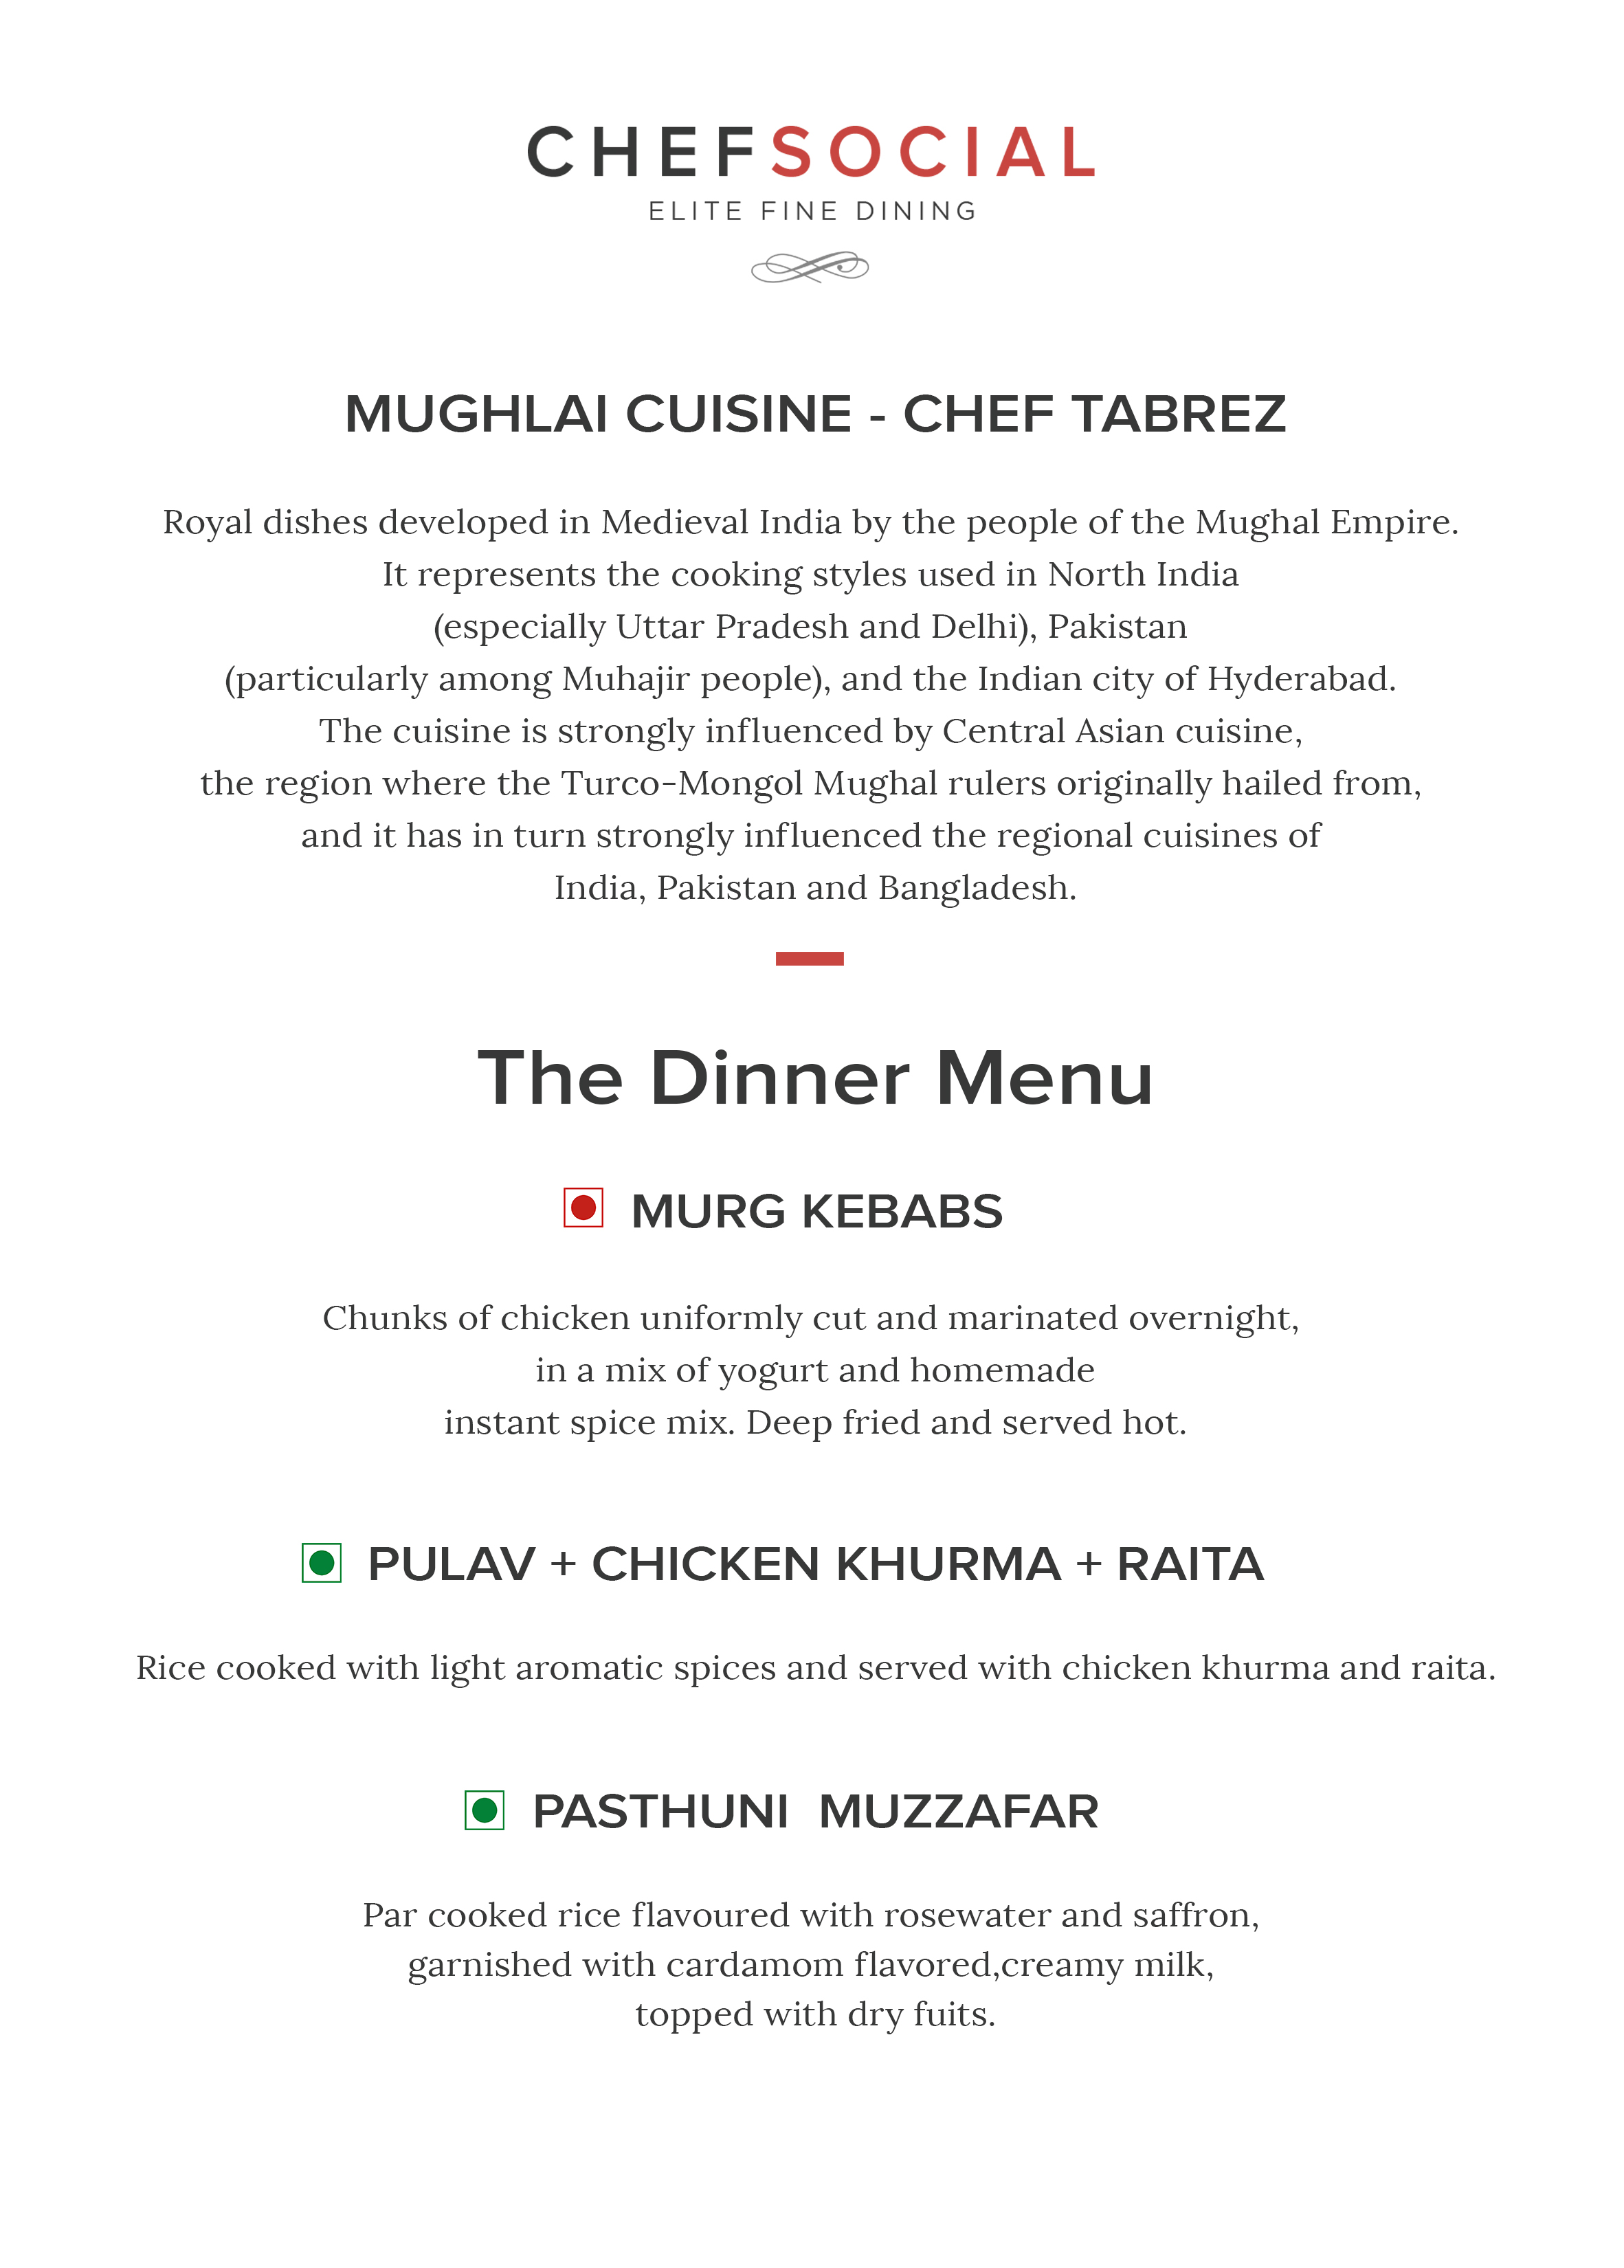 CHEFSOCIAL
ELITE FINE DINING
MUGHLAI CUISINE - CHEF TABREZ
Royal dishes developed in Medieval India by the people of the Mughal Empire.
It represents the cooking styles used in North India
(especially Uttar Pradesh and Delhi), Pakistan
(particularly among Muhajir people), and the Indian city of Hyderabad.
The cuisine is strongly influenced by Central Asian cuisine,
the region where the Turco-Mongol Mughal rulers originally hailed from,
and it has in turn strongly influenced the regional cuisines of
India, Pakistan and Bangladesh.
The Dinner Menu
MURG KEBABS
Chunks of chicken uniformly cut and marinated overnight,
in a mix of yogurt and homemade
instant spice mix. Deep fried and served hot.
PULAV + CHICKEN KHURMA + RAITA
Rice cooked with light aromatic spices and served with chicken khurma and raita.
PASTHUNI  MUZZAFAR
Par cooked rice flavoured with rosewater and saffron,
garnished with cardamom flavored,creamy milk,
topped with dry fuits.